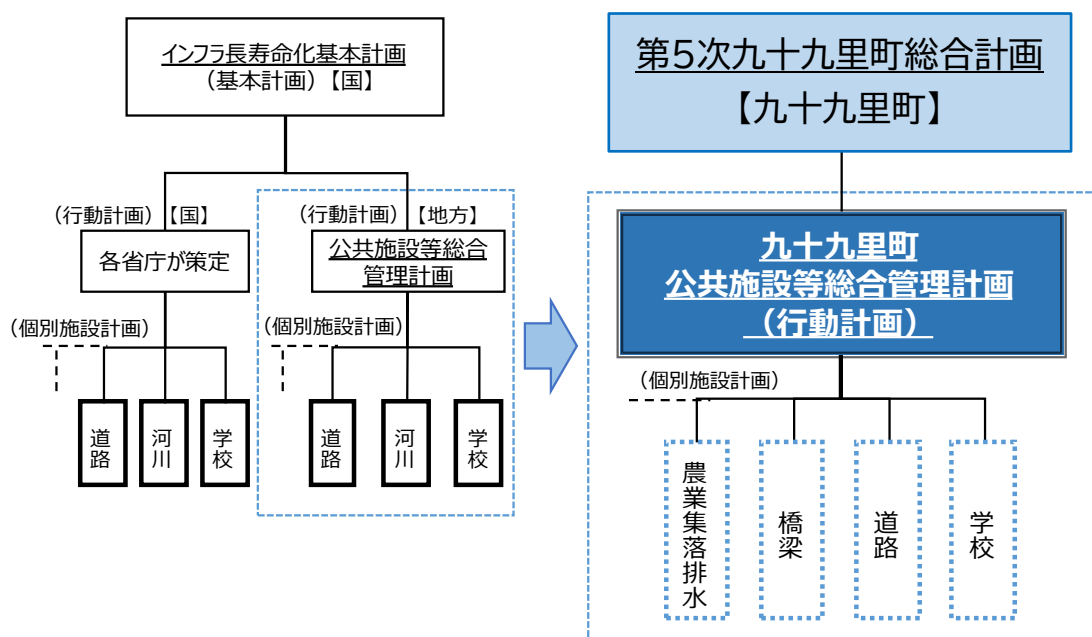 インフラ長寿命化基本計画
（基本計画）【国】
（行動計画）【国】
各省庁が策定
（個別施設計画）
道路
河川
学校
（行動計画）【地方】
公共施設等総合
管理計画
（個別施設計画）
道路
河川
学校
第5次九十九里町総合計画
【九十九里町】
九十九里町
公共施設等総合管理計画
（行動計画）
（個別施設計画）
農業集落排水
橋梁
道路
学校